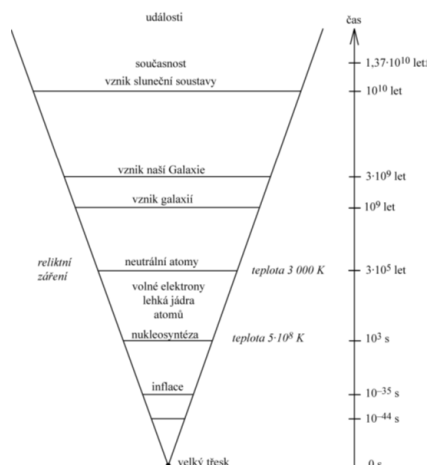 události
čas
současnost
1,37·10¹⁰ let
vznik sluneční soustavy
10¹⁰ let
vznik naší Galaxie
3·10⁹ let
vznik galaxií
10⁹ let
reliktní
záření
neutrální atomy
teplota 3 000 K
3·10⁵ let
volné elektrony
lehká jádra
atomů
nukleosyntéza
teplota 5·10⁸ K
10³ s
inflace
10⁻³⁵ s
10⁻⁴⁴ s
velký třesk
0 s